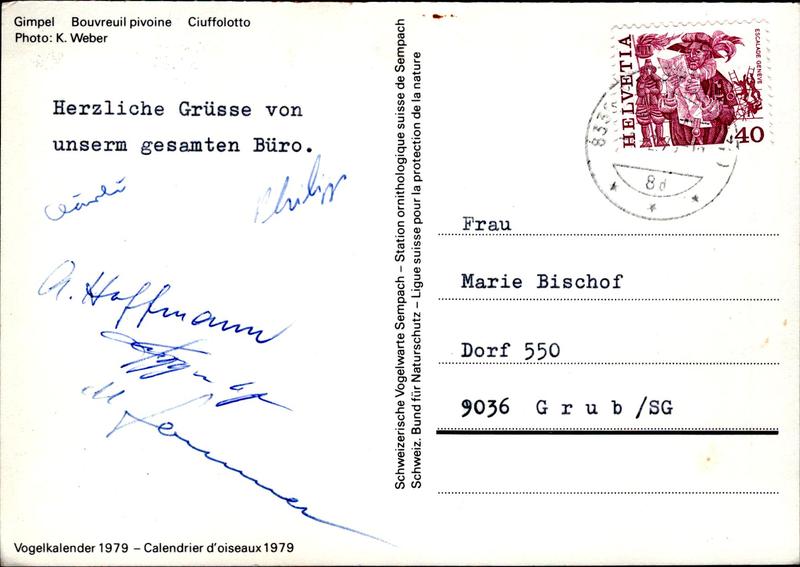 Gimpel Bouvreuil pivoine Ciuffolotto
Photo: K. Weber
Herzliche Grüsse von
unserm gesamten Büro.
Philipp
A. Hoffmann
Vogelkalender 1979 – Calendrier d'oiseaux 1979
Schweizerische Vogelwarte Sempach – Station ornithologique suisse de Sempach
Schweiz. Bund für Naturschutz – Ligue suisse pour la protection de la nature
HELVETIA
ESCALADE GENÈVE
40
8d
Frau
Marie Bischof
Dorf 550
9036 Grub/SG